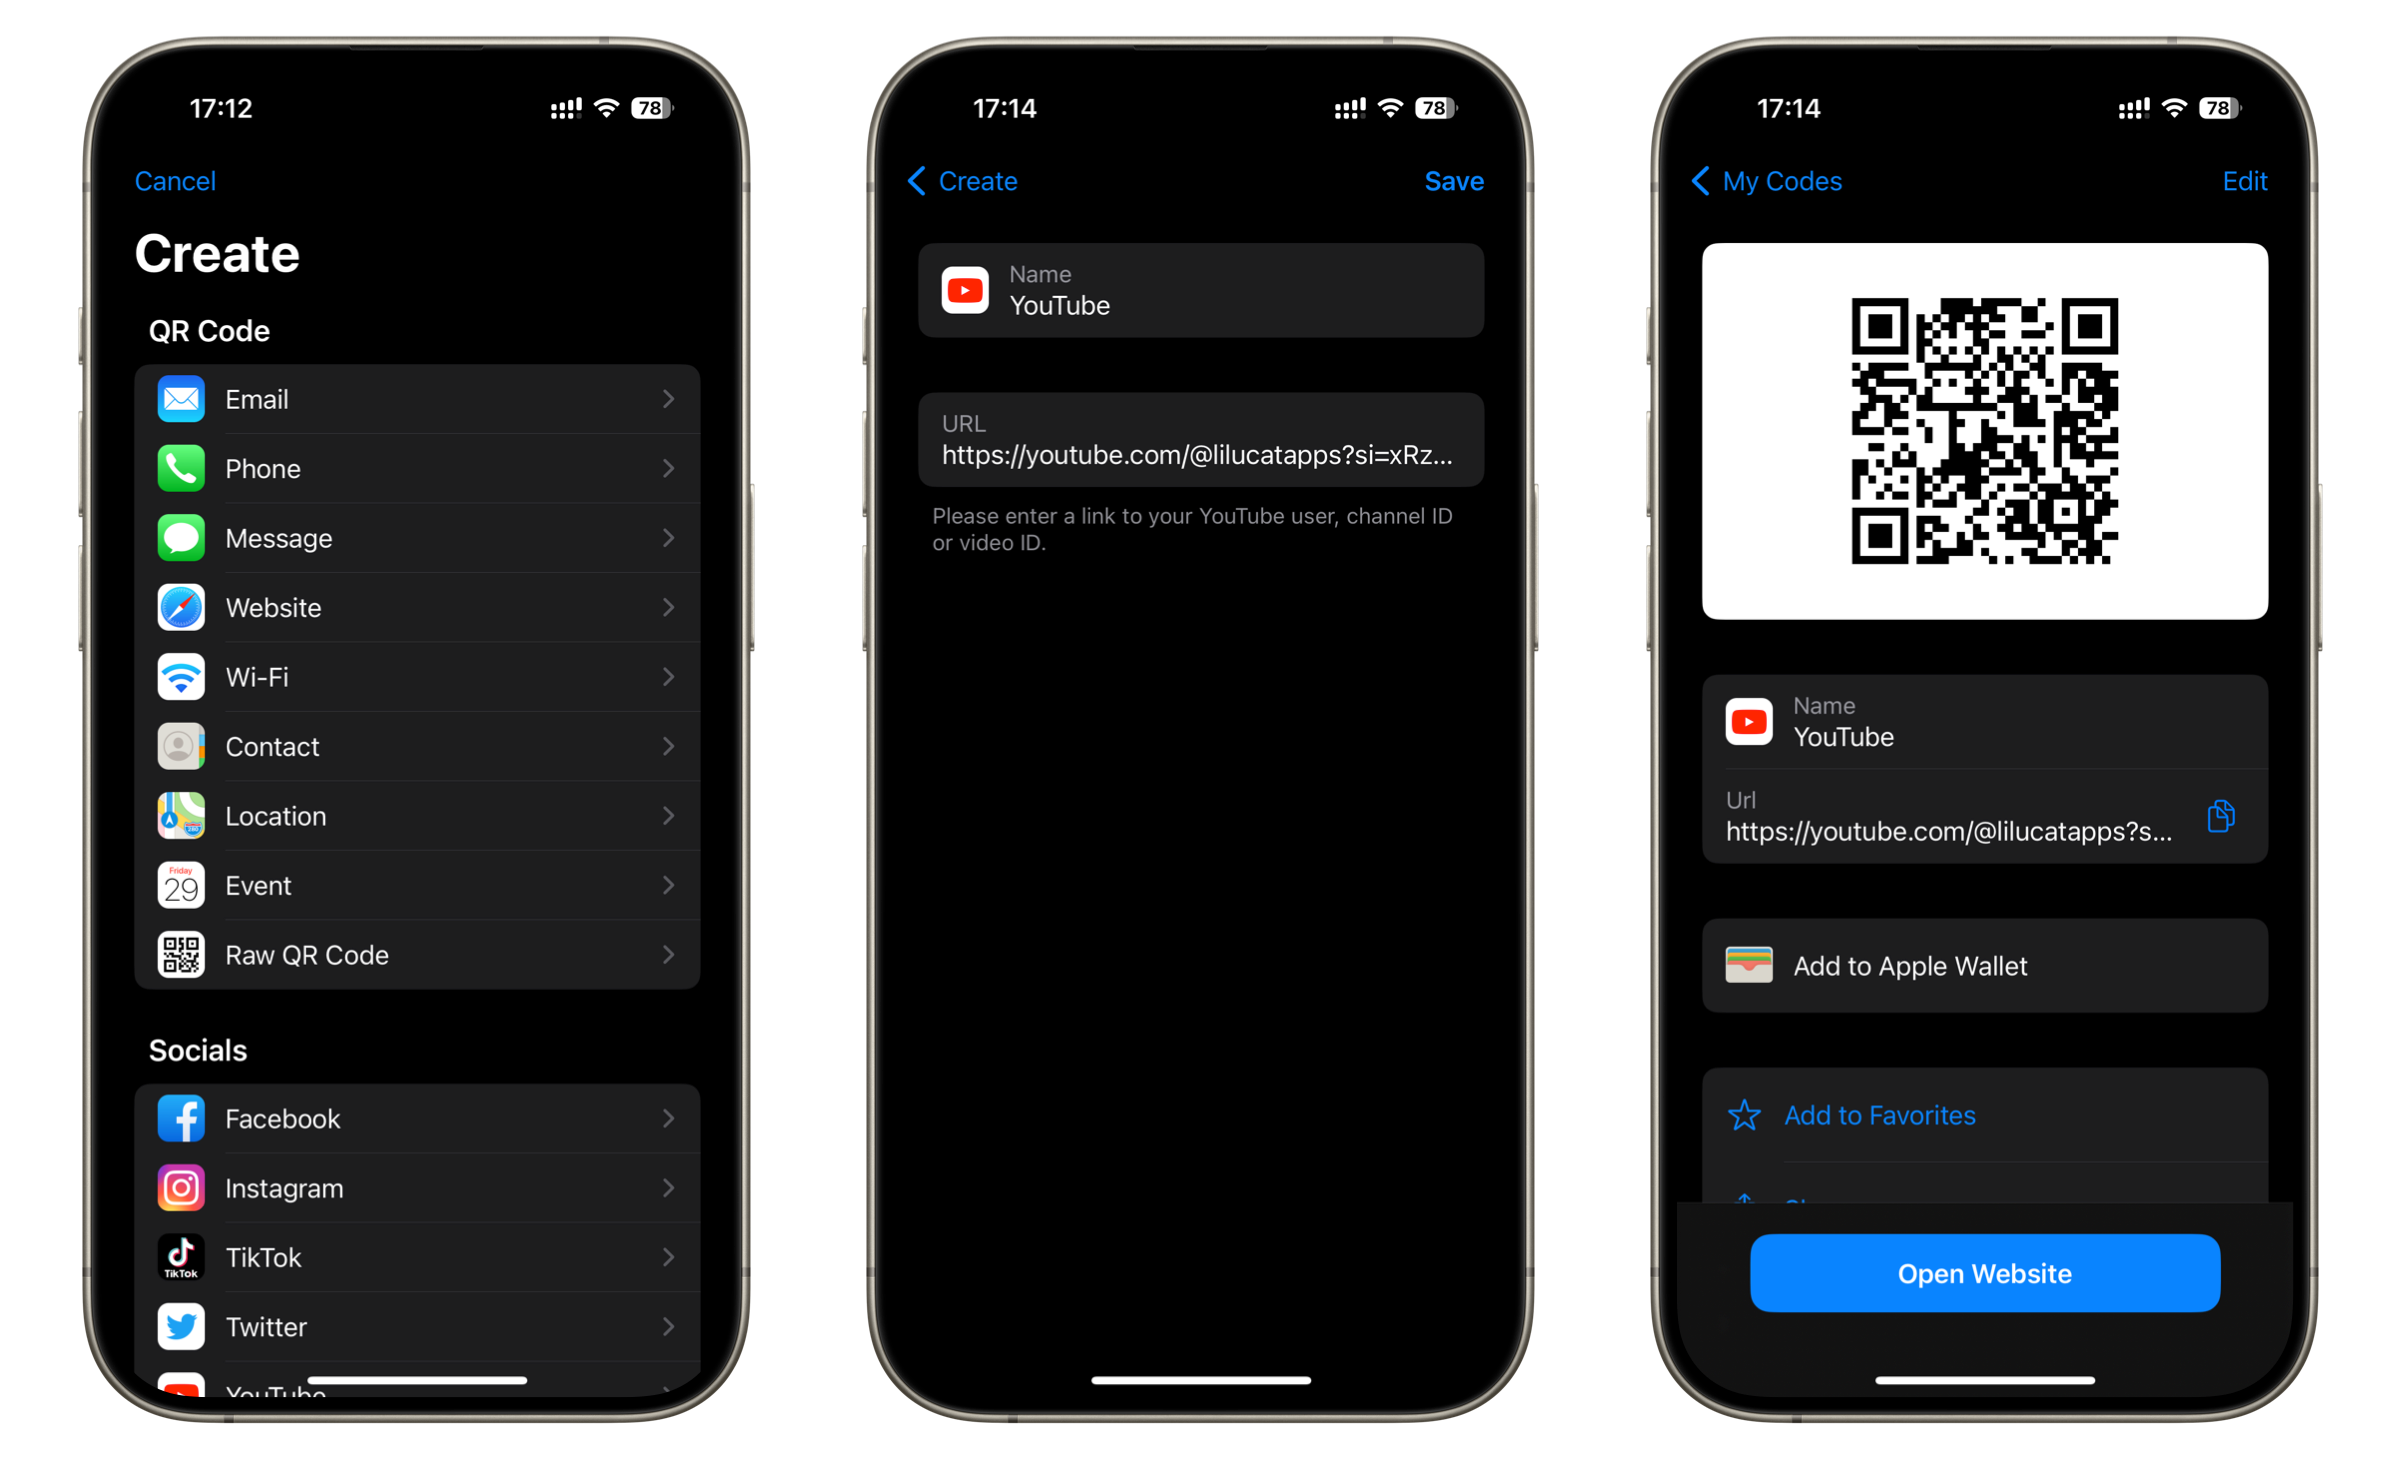 17:12
78
Cancel
Create
QR Code
Email
Phone
Message
Website
Wi-Fi
Contact
Location
Friday
29
Event
Raw QR Code
Socials
Facebook
Instagram
TikTok
TikTok
Twitter
YouTube
17:14
78
Create
Save
Name
YouTube
URL
https://youtube.com/@lilucatapps?si=xRz...
Please enter a link to your YouTube user, channel ID
or video ID.
17:14
78
My Codes
Edit
Name
YouTube
Url
https://youtube.com/@lilucatapps?s...
Add to Apple Wallet
Add to Favorites
Open Website